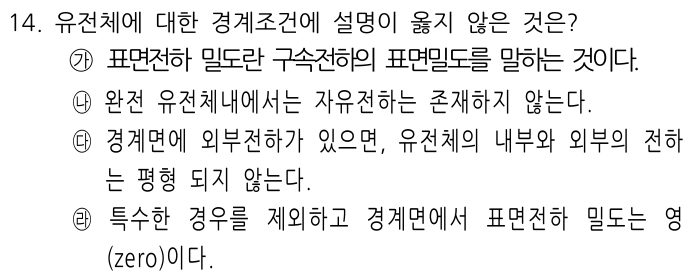 14. 유전체에 대한 경계조건에 설명이 옳지 않은 것은?
㉮ 표면전하 밀도란 구속전하의 표면밀도를 말하는 것이다.
㉯ 완전 유전체내에서는 자유전하는 존재하지 않는다.
㉰ 경계면에 외부전하가 있으면, 유전체의 내부와 외부의 전하
는 평형 되지 않는다.
㉱ 특수한 경우를 제외하고 경계면에서 표면전하 밀도는 영
(zero)이다.